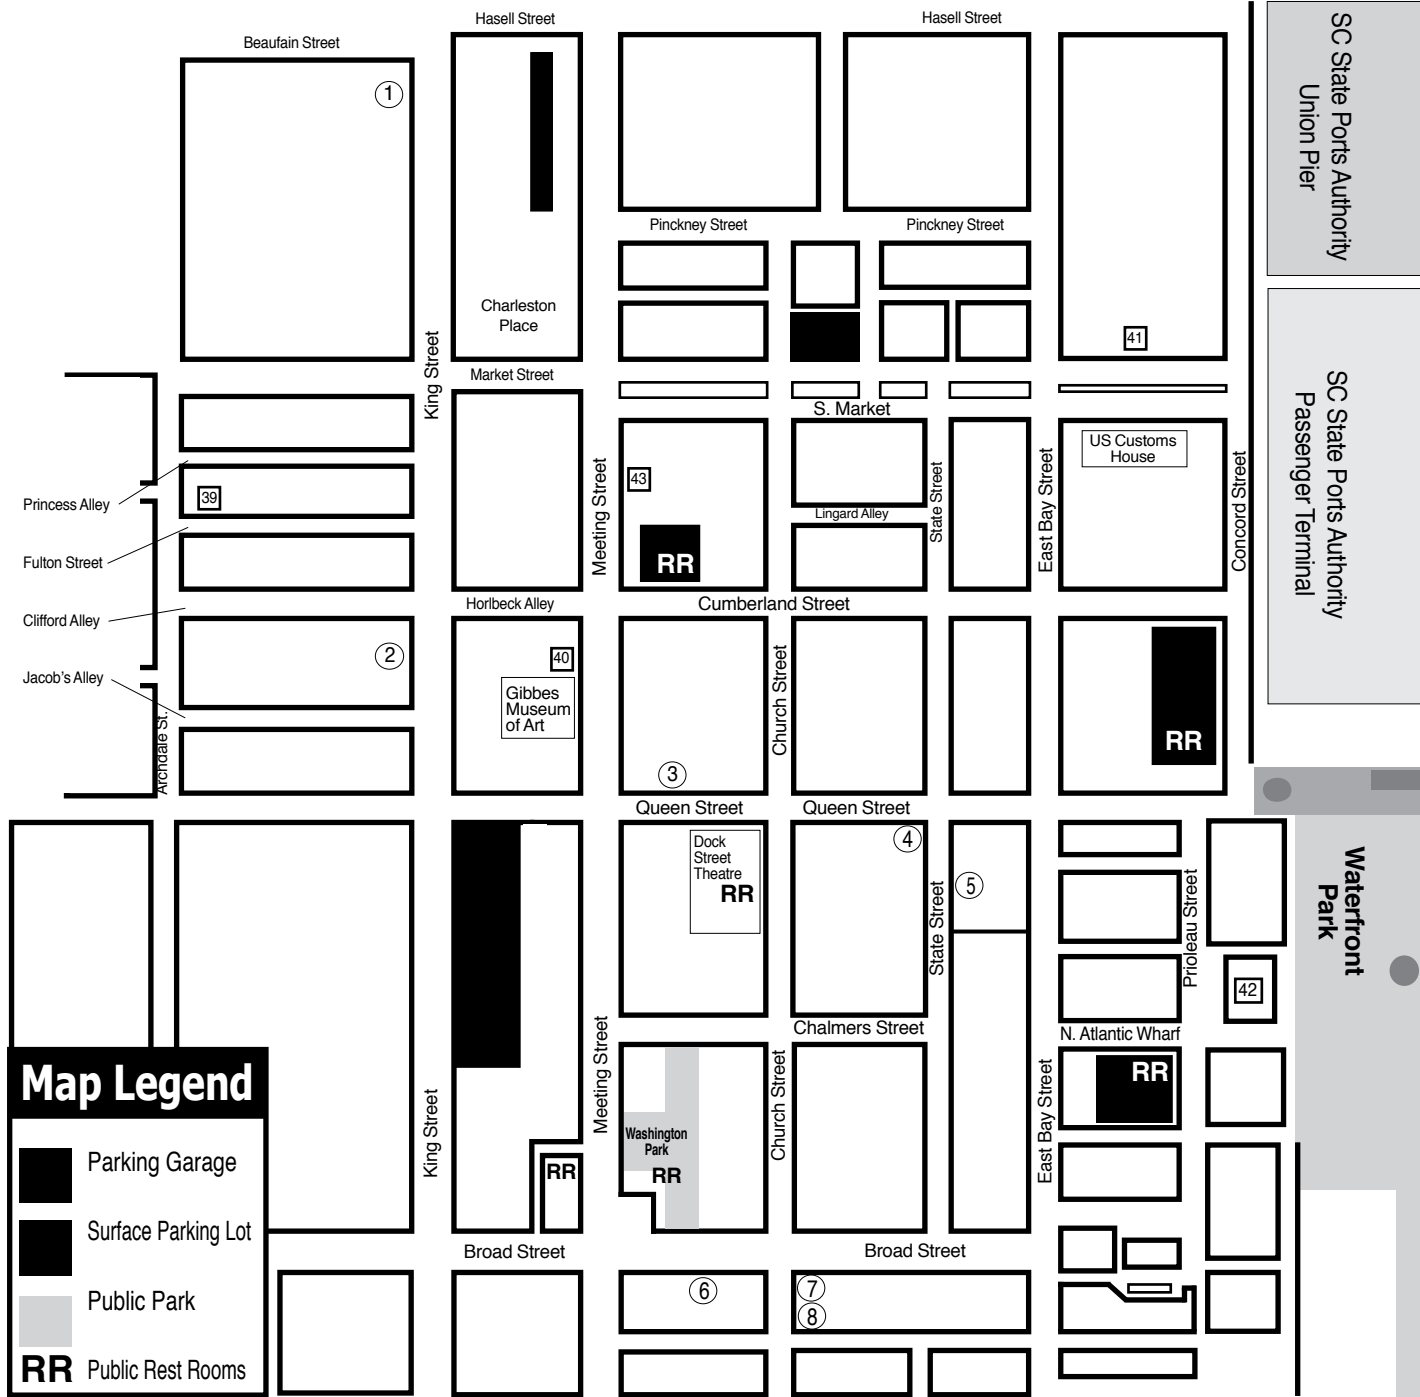 Hasell Street
Hasell Street
Beaufain Street
1
SC State Ports Authority
Union Pier
Pinckney Street
Pinckney Street
Charleston
Place
41
King Street
Market Street
S. Market
SC State Ports Authority
Passenger Terminal
US Customs
House
Meeting Street
43
State Street
East Bay Street
Concord Street
Princess Alley
39
Lingard Alley
RR
Fulton Street
Horlbeck Alley
Cumberland Street
Clifford Alley
2
40
Church Street
Jacob's Alley
Gibbes
Museum
of Art
Archdale St.
RR
3
Queen Street
Queen Street
Dock
Street
Theatre
RR
4
5
State Street
Prioleau Street
Waterfront
Park
42
Chalmers Street
N. Atlantic Wharf
Meeting Street
Church Street
East Bay Street
RR
Map Legend
King Street
Washington
Park
RR
RR
Parking Garage
Surface Parking Lot
Broad Street
Broad Street
Public Park
6
7
8
RR Public Rest Rooms